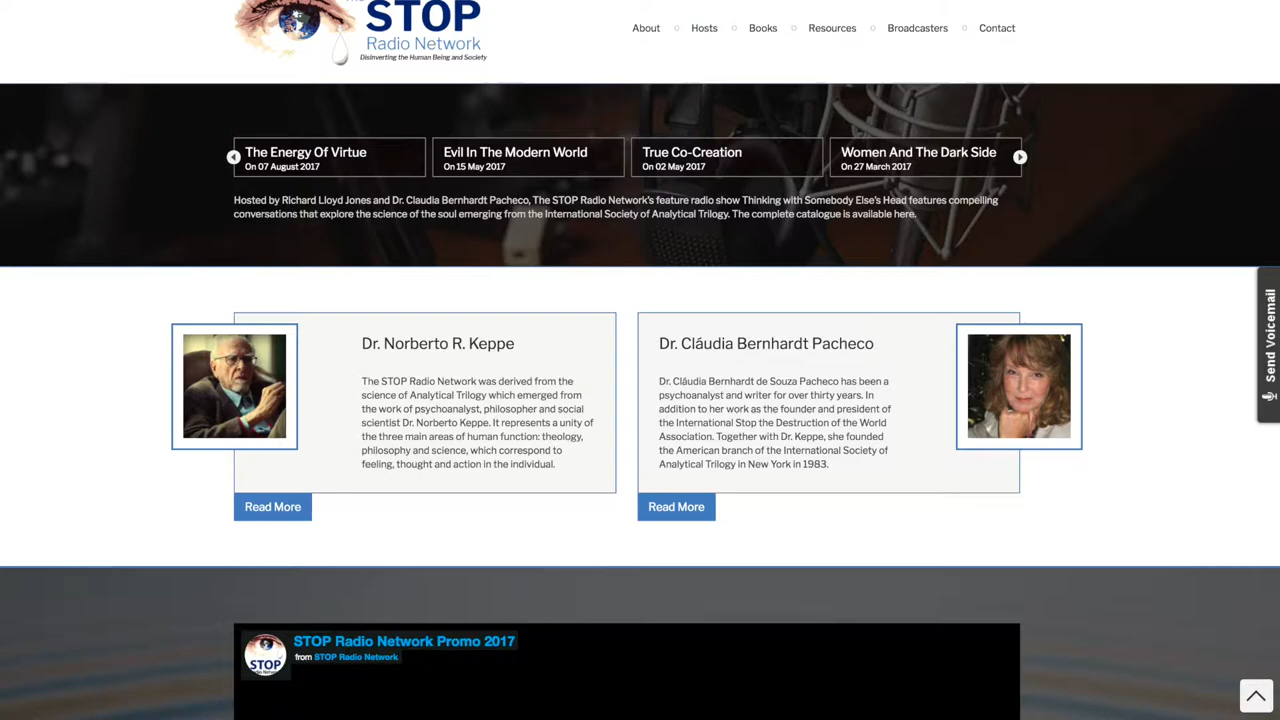 STOP
Radio Network
Disinverting the Human Being and Society
About
Hosts
Books
Resources
Broadcasters
Contact
The Energy Of Virtue
On 07 August 2017
Evil In The Modern World
On 15 May 2017
True Co-Creation
On 02 May 2017
Women And The Dark Side
On 27 March 2017
Hosted by Richard Lloyd Jones and Dr. Claudia Bernhardt Pacheco, The STOP Radio Network's feature radio show Thinking with Somebody Else's Head features compelling
conversations that explore the science of the soul emerging from the International Society of Analytical Trilogy. The complete catalogue is available here.
Send Voicemail
Dr. Norberto R. Keppe
The STOP Radio Network was derived from the
science of Analytical Trilogy which emerged from
the work of psychoanalyst, philosopher and social
scientist Dr. Norberto Keppe. It represents a unity of
the three main areas of human function: theology,
philosophy and science, which correspond to
feeling, thought and action in the individual.
Read More
Dr. Cláudia Bernhardt Pacheco
Dr. Cláudia Bernhardt de Souza Pacheco has been a
psychoanalyst and writer for over thirty years. In
addition to her work as the founder and president of
the International Stop the Destruction of the World
Association. Together with Dr. Keppe, she founded
the American branch of the International Society of
Analytical Trilogy in New York in 1983.
Read More
STOP Radio Network Promo 2017
from STOP Radio Network
STOP
Radio Network